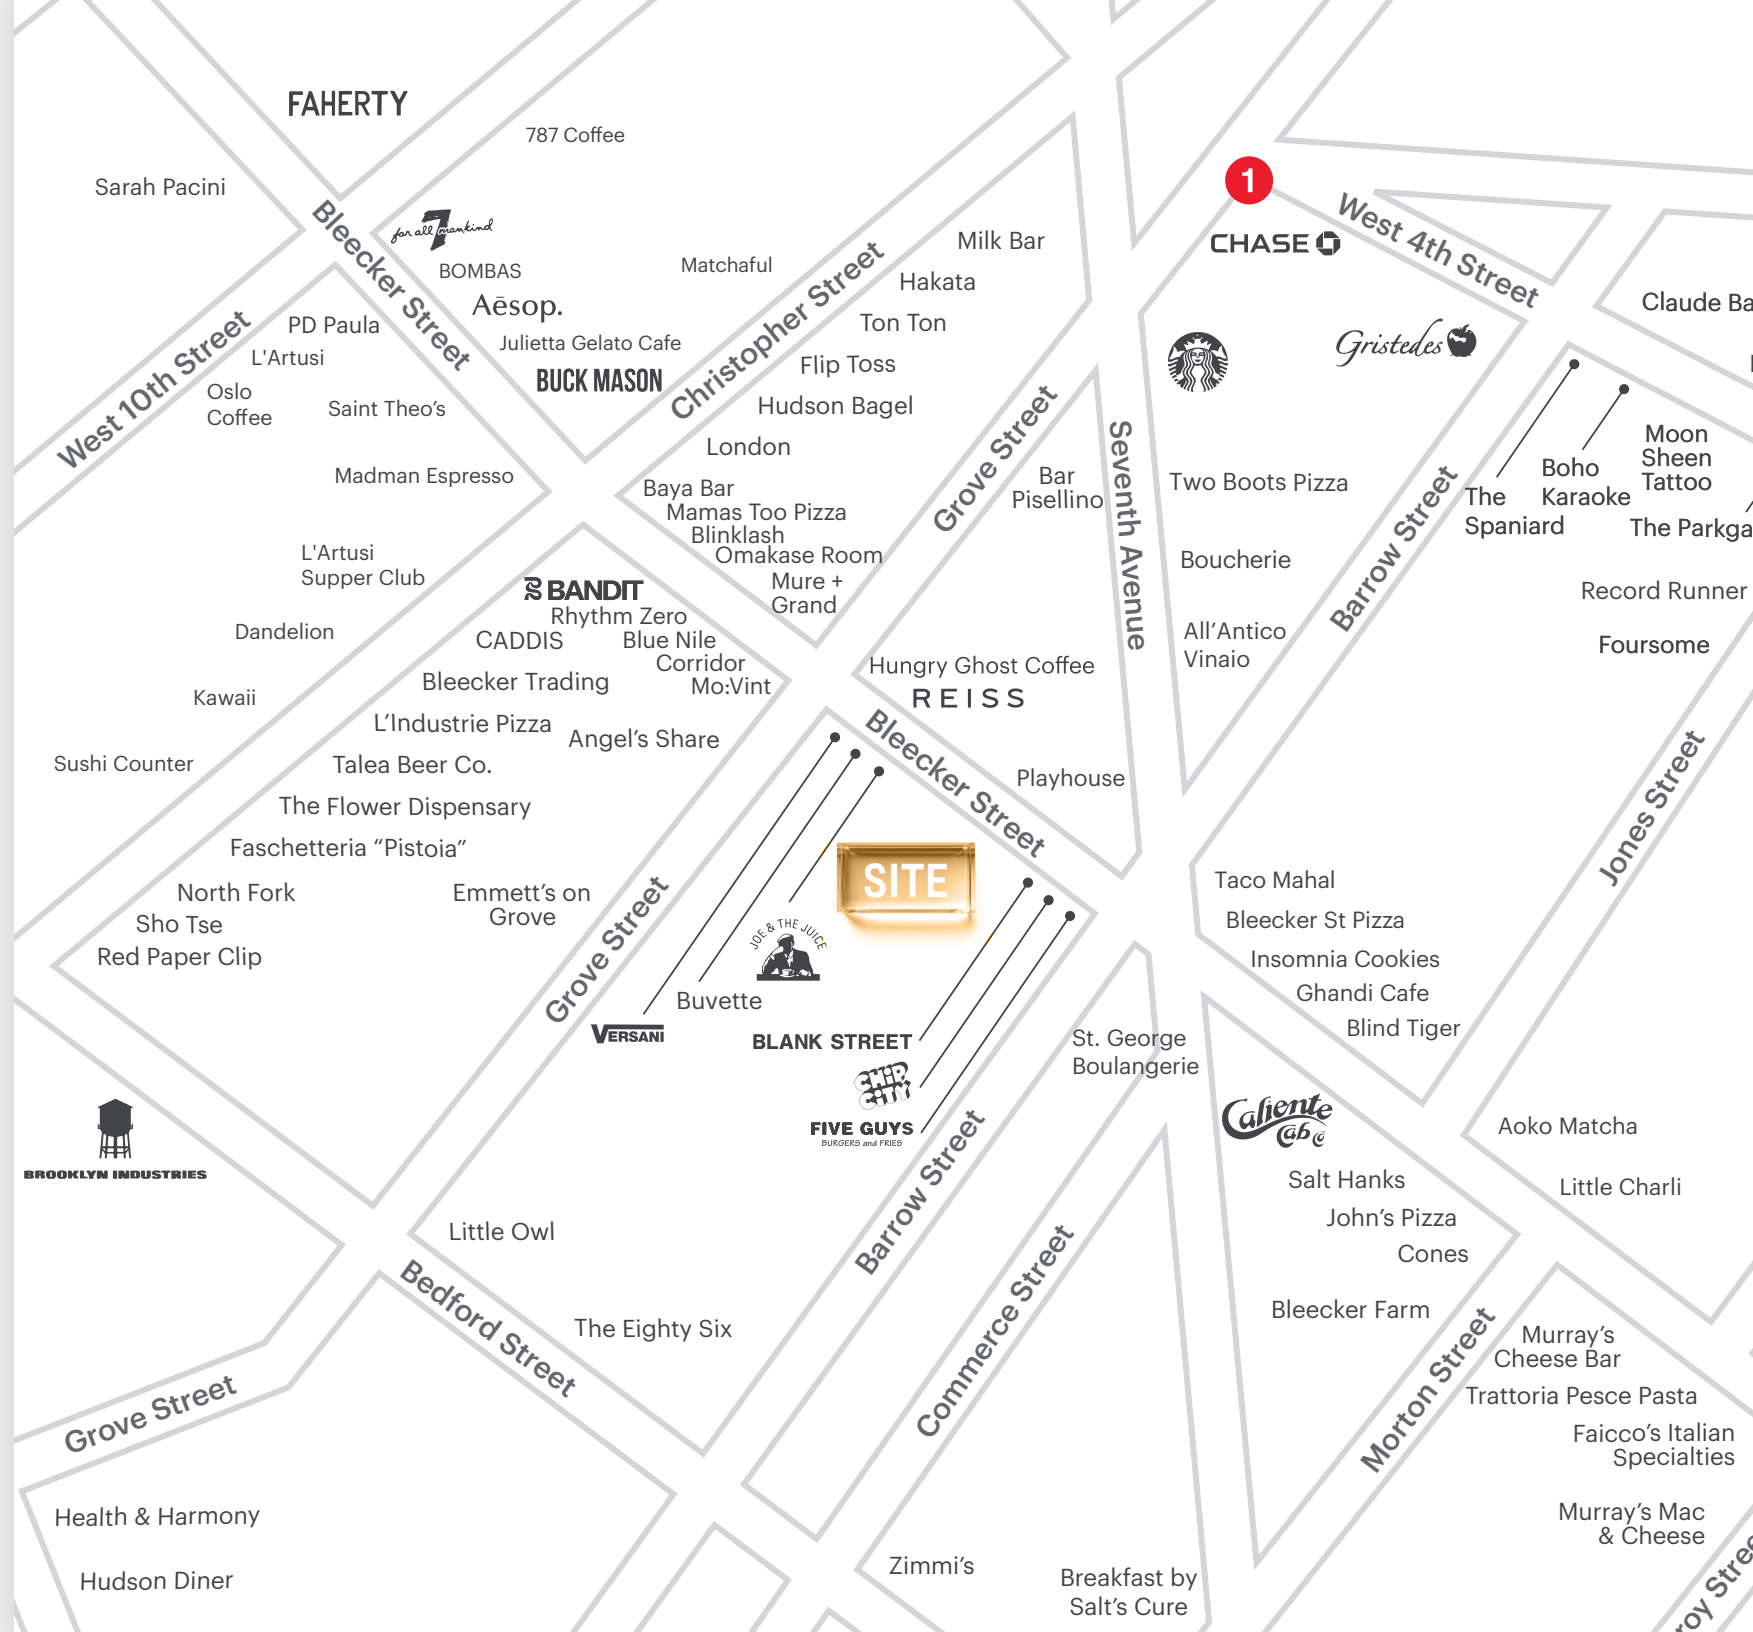 FAHERTY
787 Coffee
Sarah Pacini
1
West 4th Street
CHASE
Bleecker Street
for all 7 mankind
BOMBAS
Aēsop.
Julietta Gelato Cafe
BUCK MASON
Matchaful
Christopher Street
Milk Bar
Hakata
Ton Ton
Flip Toss
Hudson Bagel
London
Baya Bar
Mamas Too Pizza
Blinklash
Omakase Room
Mure +
Grand
West 10th Street
PD Paula
L'Artusi
Oslo
Coffee
Saint Theo's
Madman Espresso
L'Artusi
Supper Club
Dandelion
Kawaii
Sushi Counter
Grove Street
Bar
Pisellino
Seventh Avenue
Gristedes
Two Boots Pizza
Boucherie
All'Antico
Vinaio
Barrow Street
Claude Ba
The
Spaniard
Boho
Karaoke
Moon
Sheen
Tattoo
The Parkga
Record Runner
Foursome
Jones Street
BANDIT
Rhythm Zero
CADDIS
Blue Nile
Corridor
Mo:Vint
Bleecker Trading
L'Industrie Pizza
Angel's Share
Talea Beer Co.
The Flower Dispensary
Faschetteria “Pistoia”
North Fork
Sho Tse
Red Paper Clip
Emmett's on
Grove
Grove Street
Hungry Ghost Coffee
REISS
Bleecker Street
Playhouse
SITE
JOE & THE JUICE
Buvette
VERSANI
BLANK STREET
CHIP
CITY
FIVE GUYS
BURGERS and FRIES
Barrow Street
St. George
Boulangerie
Taco Mahal
Bleecker St Pizza
Insomnia Cookies
Ghandi Cafe
Blind Tiger
Caliente
Cab Co
Salt Hanks
John's Pizza
Cones
Bleecker Farm
Aoko Matcha
Little Charli
BROOKLYN INDUSTRIES
Little Owl
Bedford Street
The Eighty Six
Commerce Street
Morton Street
Murray's
Cheese Bar
Trattoria Pesce Pasta
Faicco's Italian
Specialties
Murray's Mac
& Cheese
roy Stree
Grove Street
Health & Harmony
Hudson Diner
Zimmi's
Breakfast by
Salt's Cure